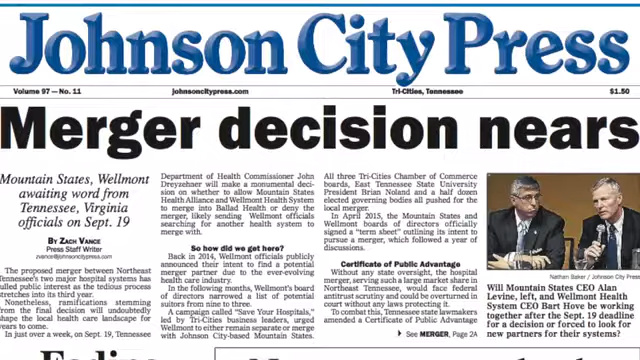 Johnson City Press
Volume 97 — No. 11 johnsoncitypress.com Tri-Cities, Tennessee $1.50
Merger decision nears
Mountain States, Wellmont
awaiting word from
Tennessee, Virginia
officials on Sept. 19
BY ZACH VANCE
Press Staff Writer
zvance@johnsoncitypress.com
The proposed merger between Northeast
Tennessee's two major hospital systems has
culled public interest as the tedious process
stretches into its third year.
Nonetheless, ramifications stemming
from the final decision will undoubtedly
shape the local health care landscape for
years to come.
In just over a week, on Sept. 19, Tennessee
Department of Health Commissioner John
Dreyzehner will make a monumental deci-
sion on whether to allow Mountain States
Health Alliance and Wellmont Health System
to merge into Ballad Health or deny the
merger, likely sending Wellmont officials
searching for another health system to
merge with.
So how did we get here?
Back in 2014, Wellmont officials publicly
announced their intent to find a potential
merger partner due to the ever-evolving
health care industry.
In the following months, Wellmont's board
of directors narrowed a list of potential
suitors from nine to three.
A campaign called "Save Your Hospitals,"
led by Tri-Cities business leaders, urged
Wellmont to either remain separate or merge
with Johnson City-based Mountain States.
All three Tri-Cities Chamber of Commerce
boards, East Tennessee State University
President Brian Noland and a half dozen
elected governing bodies all pushed for the
local merger.
In April 2015, the Mountain States and
Wellmont boards of directors officially
signed a "term sheet" outlining its intent to
pursue a merger, which followed a year of
discussions.
Certificate of Public Advantage
Without any state oversight, the hospital
merger, serving such a large market share in
Northeast Tennessee, would face federal
antitrust scrutiny and could be overturned in
court without any laws protecting it.
To combat this, Tennessee state lawmakers
amended a Certificate of Public Advantage
See MERGER, Page 2A
Nathan Baker / Johnson City Press
Will Mountain States CEO Alan
Levine, left, and Wellmont Health
System CEO Bart Hove be working
together after the Sept. 19 deadline
for a decision or forced to look for
new partners for their systems?